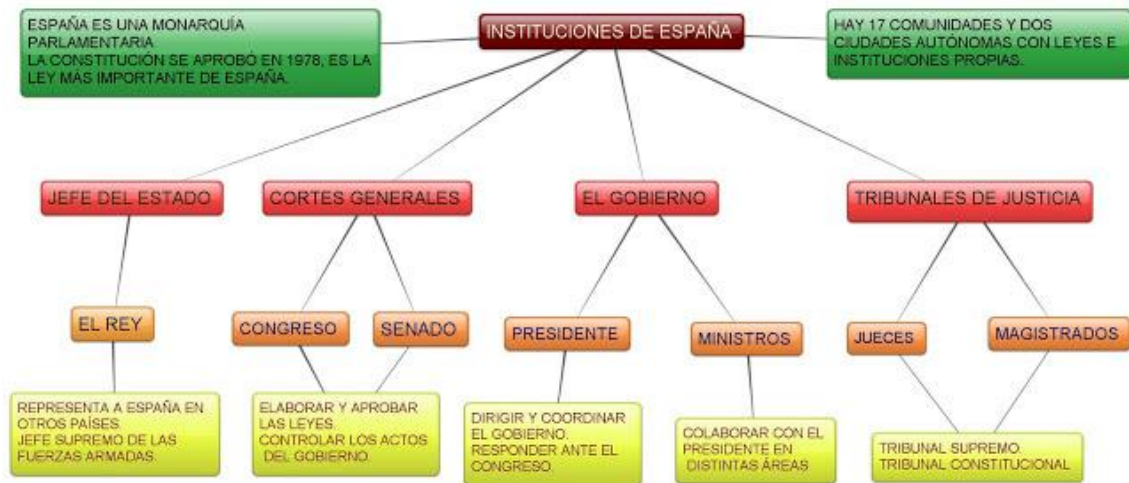 ESPAÑA ES UNA MONARQUÍA
PARLAMENTARIA
LA CONSTITUCIÓN SE APROBÓ EN 1978, ES LA
LEY MÁS IMPORTANTE DE ESPAÑA.
INSTITUCIONES DE ESPAÑA
HAY 17 COMUNIDADES Y DOS
CIUDADES AUTÓNOMAS CON LEYES E
INSTITUCIONES PROPIAS.
JEFE DEL ESTADO
CORTES GENERALES
EL GOBIERNO
TRIBUNALES DE JUSTICIA
EL REY
CONGRESO
SENADO
PRESIDENTE
MINISTROS
JUECES
MAGISTRADOS
REPRESENTA A ESPAÑA EN
OTROS PAÍSES.
JEFE SUPREMO DE LAS
FUERZAS ARMADAS.
ELABORAR Y APROBAR
LAS LEYES.
CONTROLAR LOS ACTOS
DEL GOBIERNO.
DIRIGIR Y COORDINAR
EL GOBIERNO.
RESPONDER ANTE EL
CONGRESO.
COLABORAR CON EL
PRESIDENTE EN
DISTINTAS ÁREAS
TRIBUNAL SUPREMO.
TRIBUNAL CONSTITUCIONAL